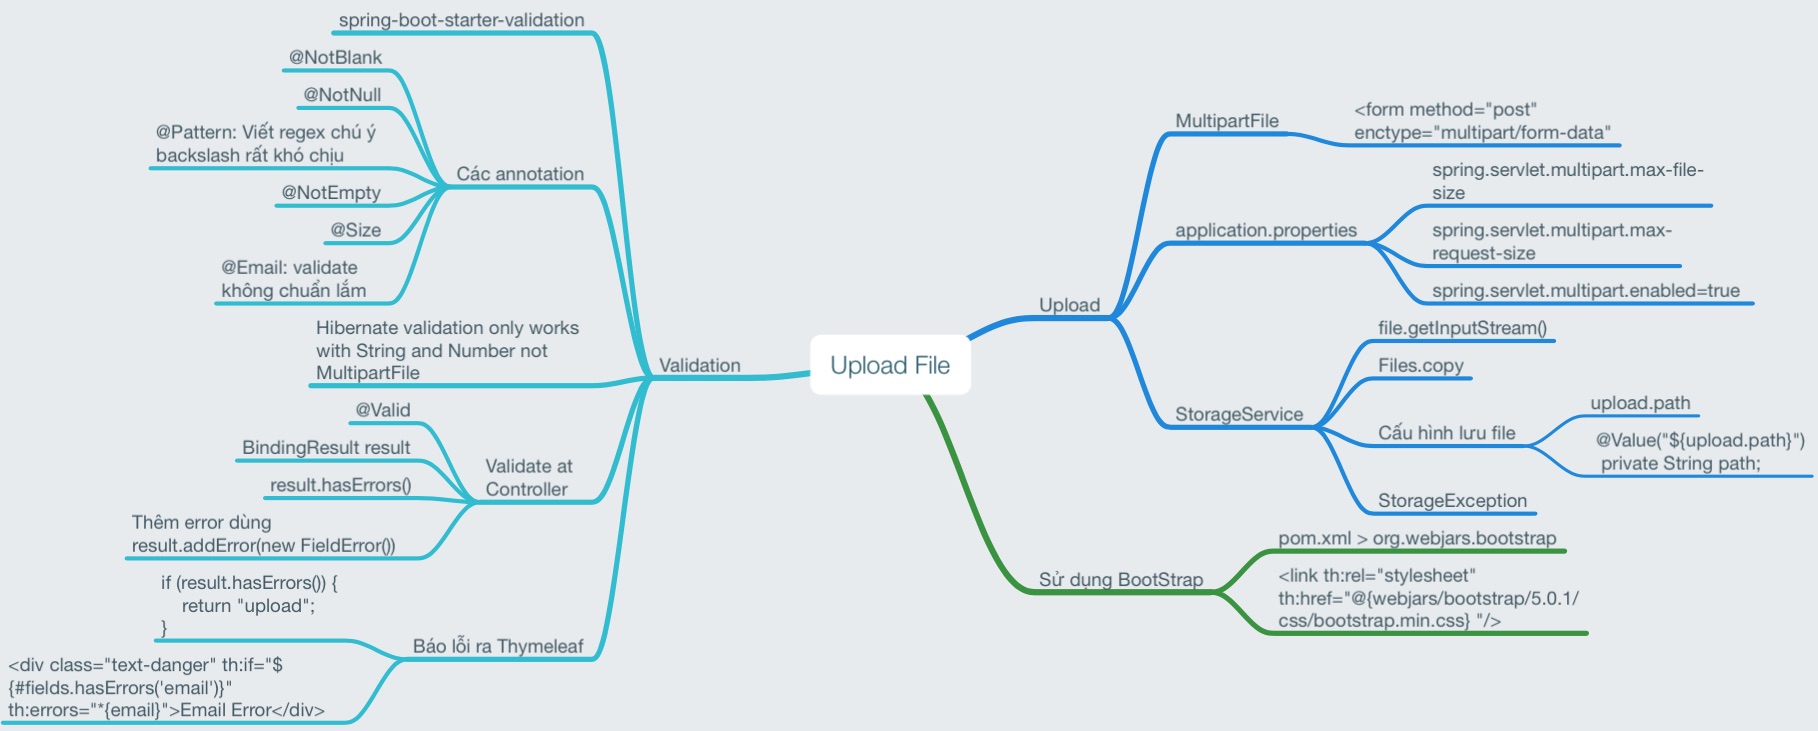 Upload File
Upload
MultipartFile
<form method="post"
enctype="multipart/form-data"
application.properties
spring.servlet.multipart.max-file-
size
spring.servlet.multipart.max-
request-size
spring.servlet.multipart.enabled=true
StorageService
file.getInputStream()
Files.copy
Cấu hình lưu file
upload.path
@Value("${upload.path}")
private String path;
StorageException
Sử dụng BootStrap
pom.xml > org.webjars.bootstrap
<link th:rel="stylesheet"
th:href="@{webjars/bootstrap/5.0.1/
css/bootstrap.min.css} "/>
Validation
spring-boot-starter-validation
Các annotation
@NotBlank
@NotNull
@Pattern: Viết regex chú ý
backslash rất khó chịu
@NotEmpty
@Size
@Email: validate
không chuẩn lắm
Hibernate validation only works
with String and Number not
MultipartFile
Validate at
Controller
@Valid
BindingResult result
result.hasErrors()
Thêm error dùng
result.addError(new FieldError())
Báo lỗi ra Thymeleaf
if (result.hasErrors()) {
return "upload";
}
<div class="text-danger" th:if="$
{#fields.hasErrors('email')}"
th:errors="*{email}">Email Error</div>